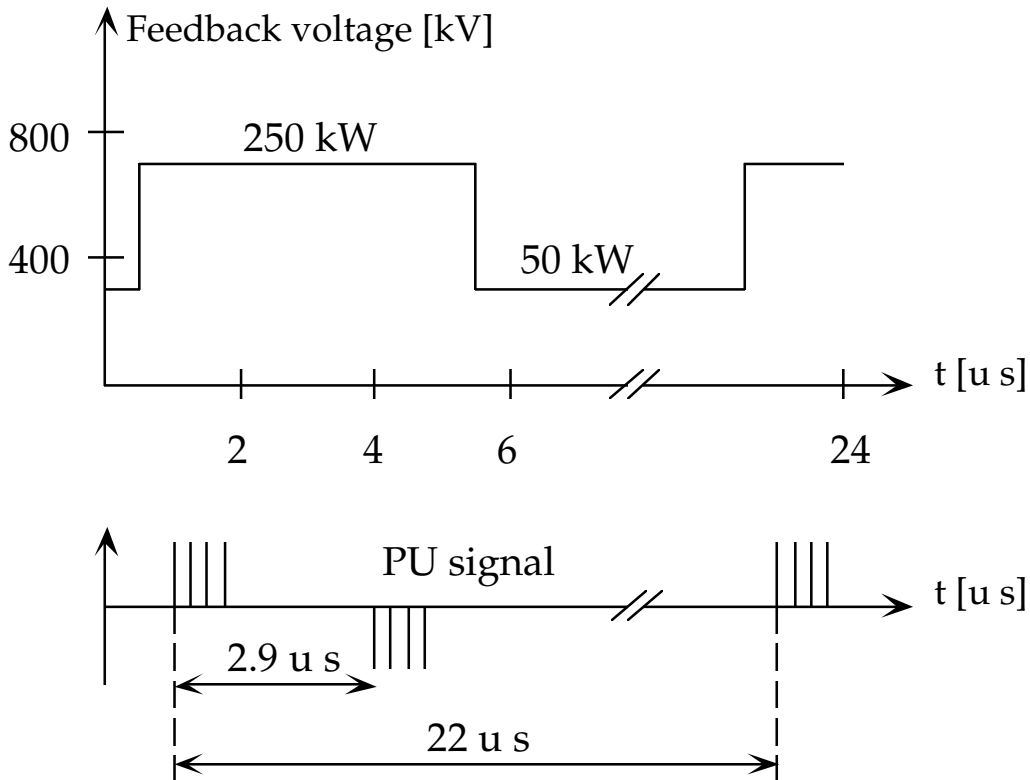 Feedback voltage [kV]
800
250 kW
400
50 kW
t [u s]
2 4 6 24
PU signal
t [u s]
2.9 u s
22 u s